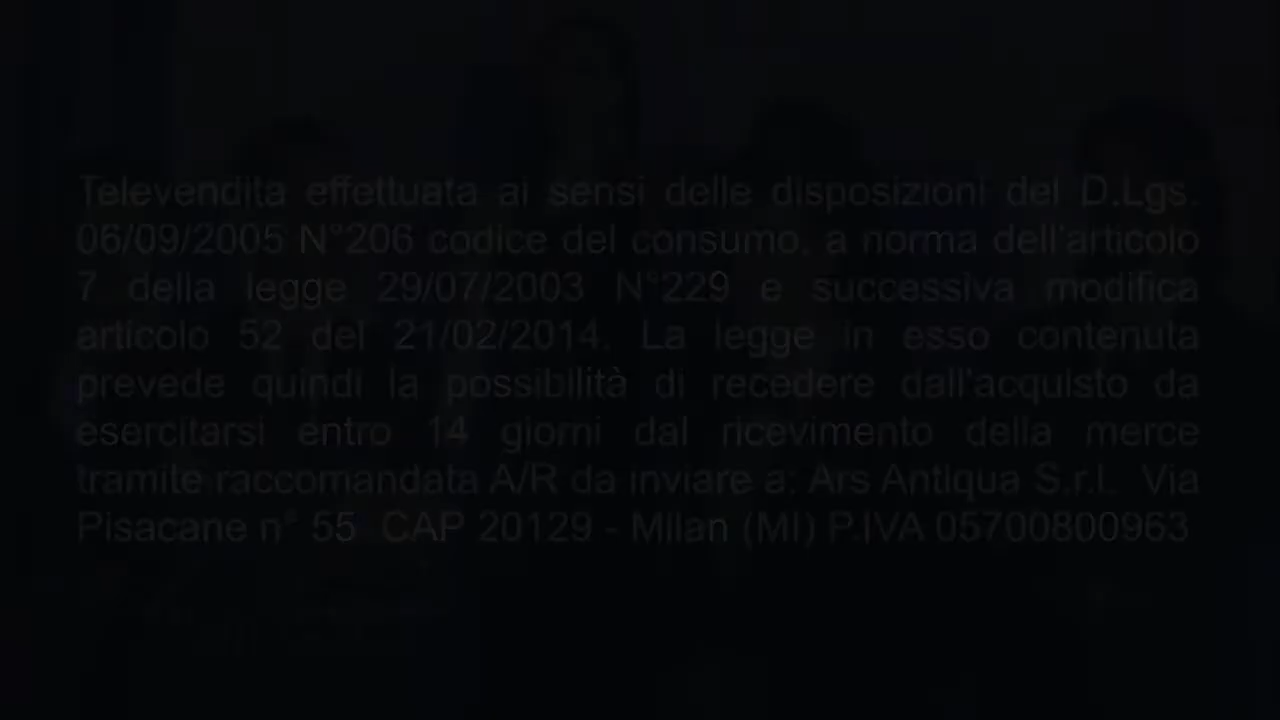 Televendita effettuata ai sensi delle disposizioni del D.Lgs.
06/09/2005 N°206 codice del consumo, a norma dell'articolo
7 della legge 29/07/2003 N°229 e successiva modifica
articolo 52 del 21/02/2014. La legge in esso contenuta
prevede quindi la possibilità di recedere dall'acquisto da
esercitarsi entro 14 giorni dal ricevimento della merce
tramite raccomandata A/R da inviare a: Ars Antiqua S.r.l. Via
Pisacane n° 55 CAP 20129 - Milan (MI) P.IVA 05700800963